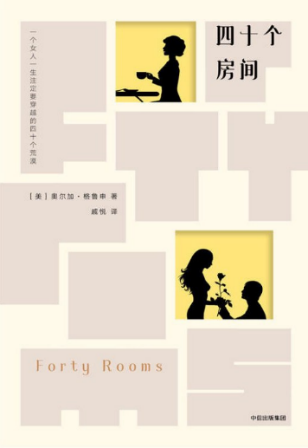 四十个
房间
一个女人一生注定要穿越的四十个荒漠
[美] 奥尔加·格鲁申 著
戚悦 译
Forty Rooms
中信出版集团